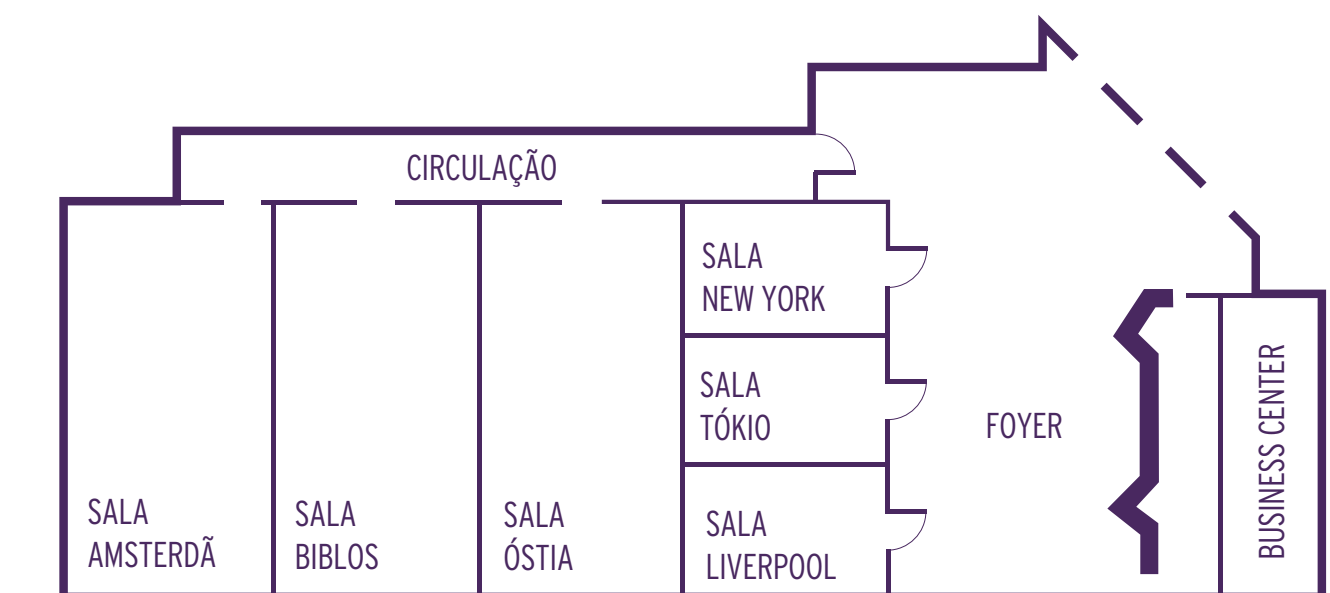 CIRCULAÇÃO
SALA
NEW YORK
SALA
TÓKIO
FOYER
BUSINESS CENTER
SALA
AMSTERDÃ
SALA
BIBLOS
SALA
ÓSTIA
SALA
LIVERPOOL